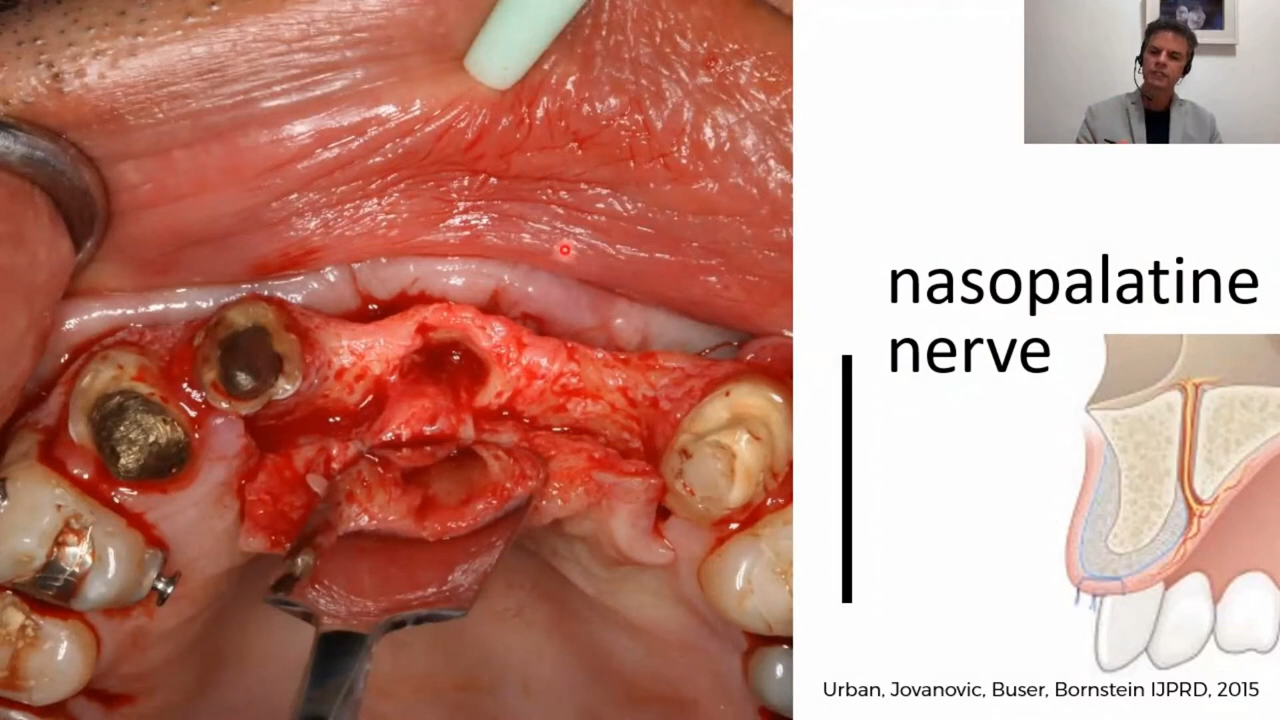 nasopalatine
nerve
Urban, Jovanovic, Buser, Bornstein IJPRD, 2015